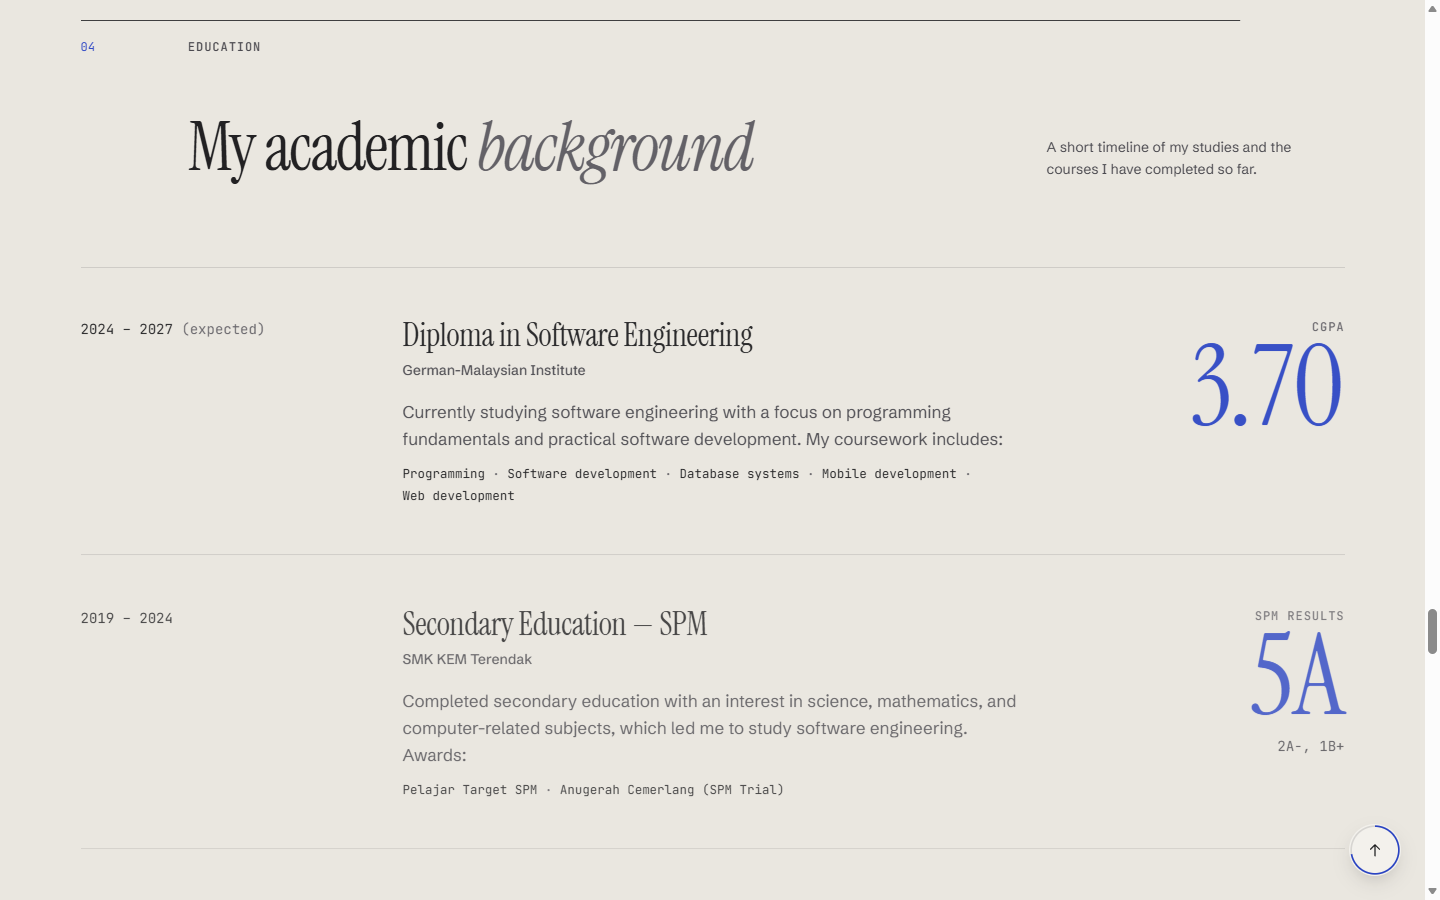 04
EDUCATION
My academic background
A short timeline of my studies and the
courses I have completed so far.
2024 – 2027 (expected)
Diploma in Software Engineering
German-Malaysian Institute
Currently studying software engineering with a focus on programming
fundamentals and practical software development. My coursework includes:
Programming · Software development · Database systems · Mobile development ·
Web development
CGPA
3.70
2019 – 2024
Secondary Education — SPM
SMK KEM Terendak
Completed secondary education with an interest in science, mathematics, and
computer-related subjects, which led me to study software engineering.
Awards:
Pelajar Target SPM · Anugerah Cemerlang (SPM Trial)
SPM RESULTS
5A
2A-, 1B+